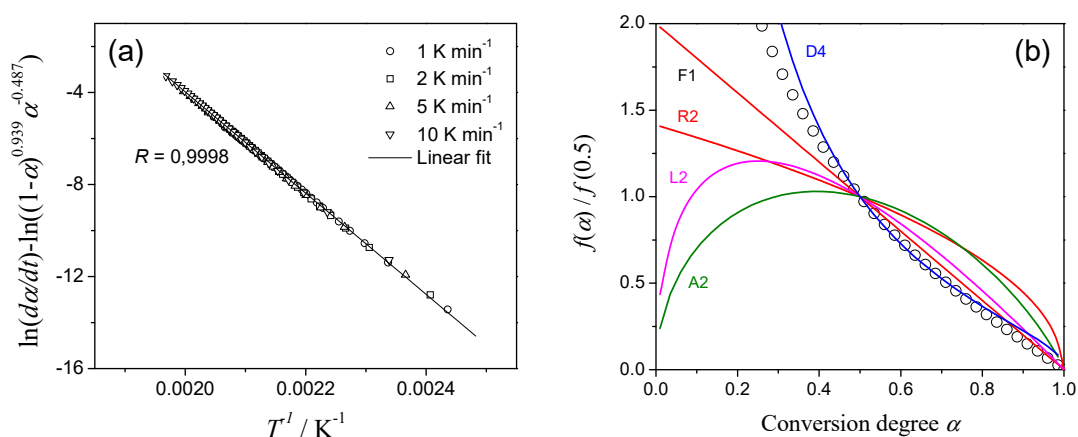 (a)
1 K min⁻¹
2 K min⁻¹
5 K min⁻¹
10 K min⁻¹
Linear fit
R = 0,9998
ln(dα/dt)-ln((1-α)^0.939 α^-0.487)
-4
-8
-12
-16
0.0020
0.0022
0.0024
T⁻¹ / K⁻¹
(b)
D4
F1
R2
L2
A2
f(α) / f (0.5)
2.0
1.5
1.0
0.5
0.0
0.0
0.2
0.4
0.6
0.8
1.0
Conversion degree α